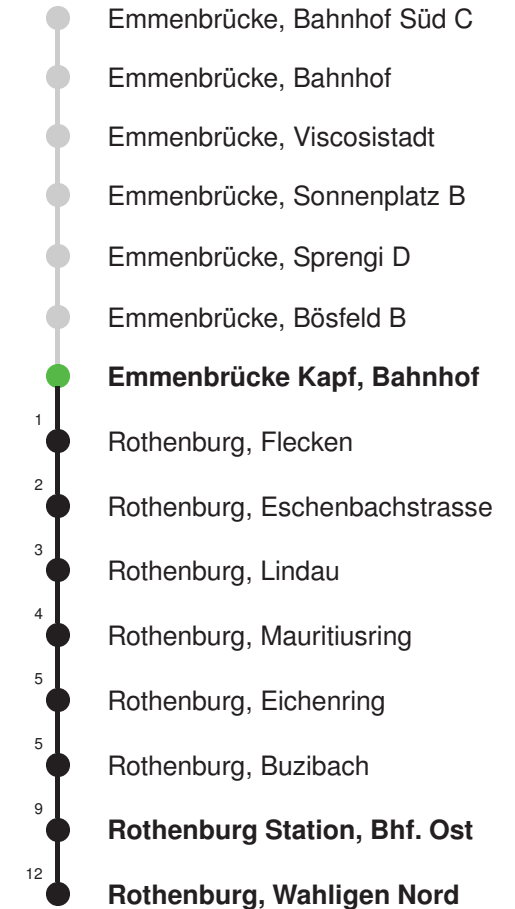 Emmenbrücke, Bahnhof Süd C
Emmenbrücke, Bahnhof
Emmenbrücke, Viscosistadt
Emmenbrücke, Sonnenplatz B
Emmenbrücke, Sprengi D
Emmenbrücke, Bösfeld B
Emmenbrücke Kapf, Bahnhof
1 Rothenburg, Flecken
2 Rothenburg, Eschenbachstrasse
3 Rothenburg, Lindau
4 Rothenburg, Mauritiusring
5 Rothenburg, Eichenring
5 Rothenburg, Buzibach
9 Rothenburg Station, Bhf. Ost
12 Rothenburg, Wahligen Nord